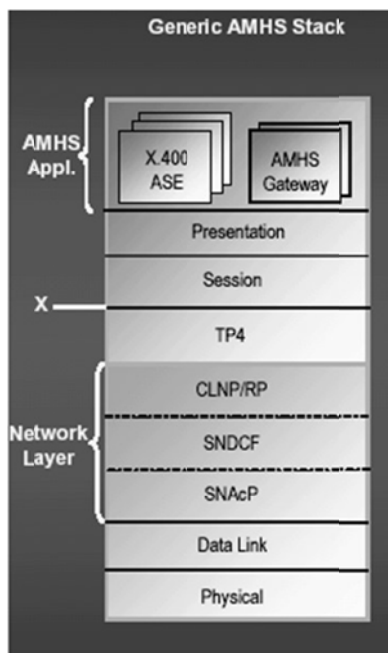 Generic AMHS Stack
AMHS
Appl.
X.400
ASE
AMHS
Gateway
Presentation
Session
X
TP4
CLNP/RP
Network
Layer
SNDCF
SNAcP
Data Link
Physical